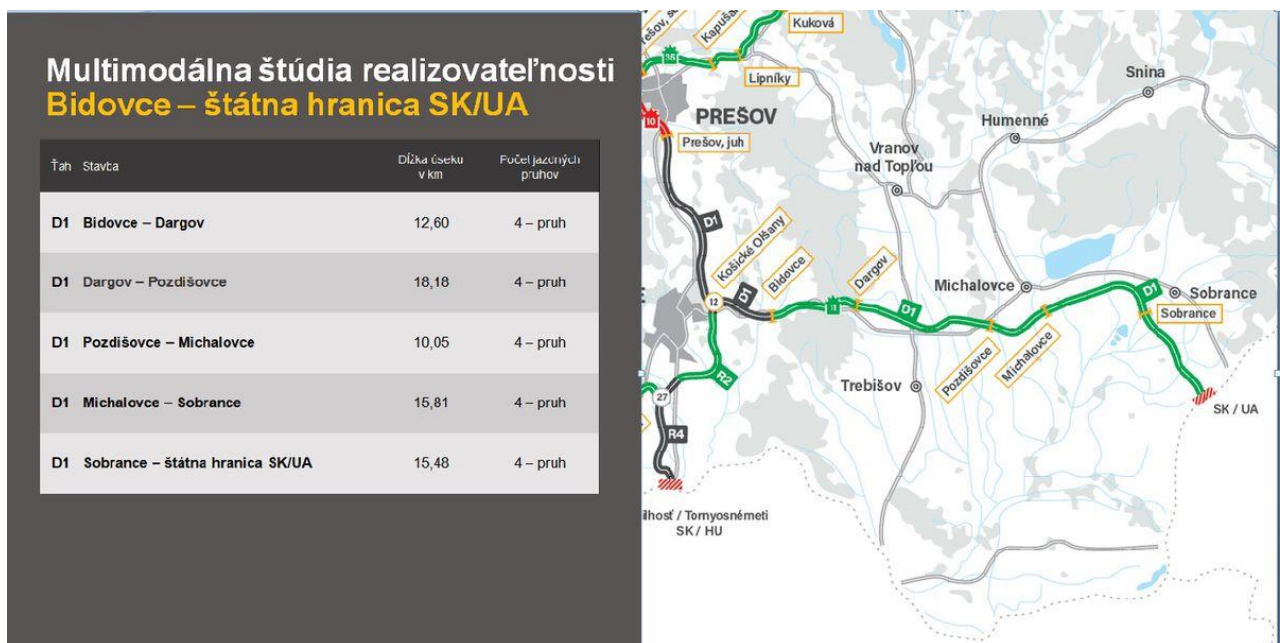 Multimodálna štúdia realizovateľnosti
Bidovce – štátna hranica SK/UA
Ťah Stavba Dĺžka úseku v km Počet jazdných pruhov
D1 Bidovce – Dargov 12,60 4 – pruh
D1 Dargov – Pozdišovce 18,18 4 – pruh
D1 Pozdišovce – Michalovce 10,05 4 – pruh
D1 Michalovce – Sobrance 15,81 4 – pruh
D1 Sobrance – štátna hranica SK/UA 15,48 4 – pruh
Kuková
Lipníky
PREŠOV
10
Prešov, juh
Snina
Humenné
Vranov
nad Topľou
D1
Košické Olšany
12
D1
Bidovce
Dargov
D1
Michalovce
D1
Sobrance
Sobrance
Pozdišovce
Michalovce
R2
Trebišov
27
R4
SK / UA
/ Tornyosnémeti
SK / HU